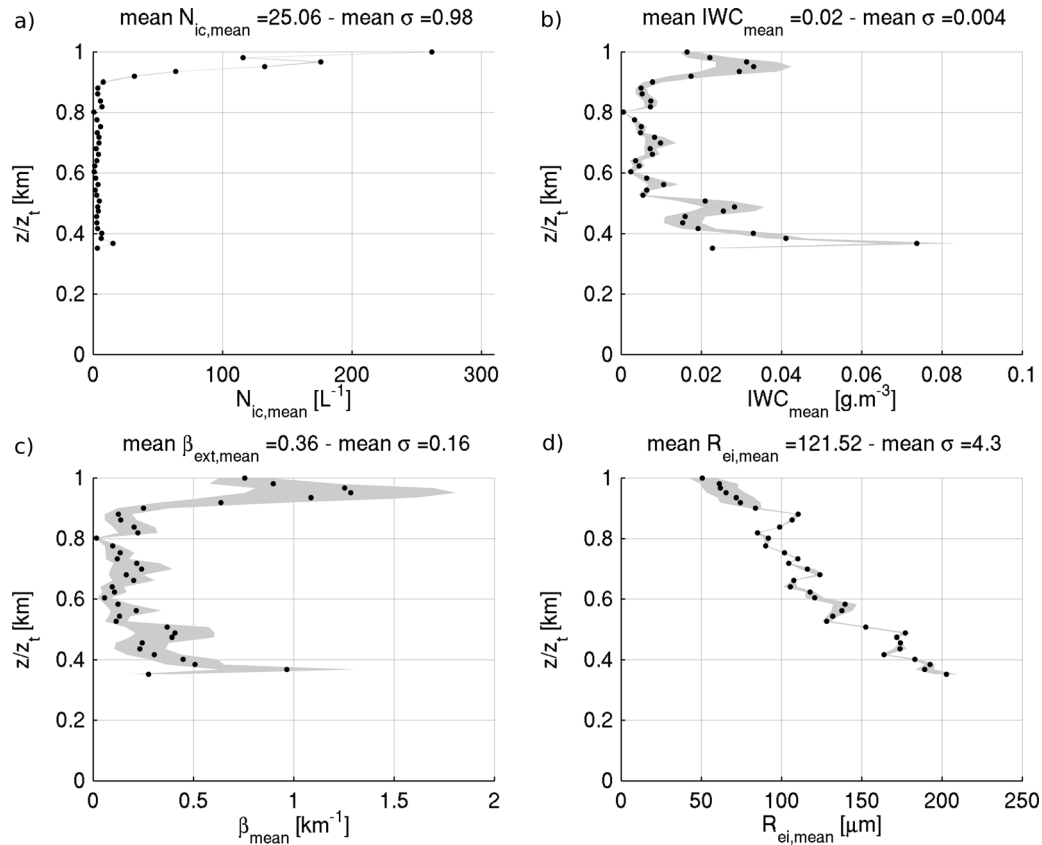 a) mean N_ic,mean =25.06 - mean σ =0.98
1
0.8
0.6
0.4
0.2
0
z/z_t [km]
0 100 200 300
N_ic,mean [L^-1]
b) mean IWC_mean =0.02 - mean σ =0.004
1
0.8
0.6
0.4
0.2
0
z/z_t [km]
0 0.02 0.04 0.06 0.08 0.1
IWC_mean [g.m^-3]
c) mean β_ext,mean =0.36 - mean σ =0.16
1
0.8
0.6
0.4
0.2
0
z/z_t [km]
0 0.5 1 1.5 2
β_mean [km^-1]
d) mean R_ei,mean =121.52 - mean σ =4.3
1
0.8
0.6
0.4
0.2
0
z/z_t [km]
0 50 100 150 200 250
R_ei,mean [μm]